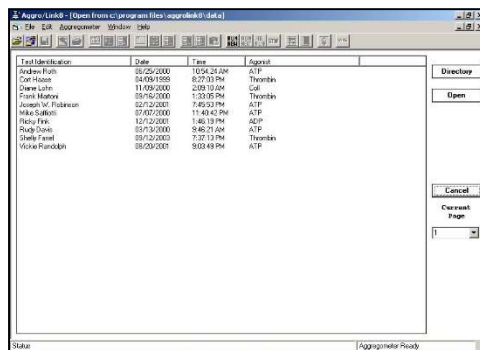 Aggro/Link8 - [Open from c:\program files\aggrolink8\data]
File Edit Aggregometer Window Help
Test Identification Date Time Agonist
Andrew Roth 06/25/2000 10:54:24 AM ATP
Cort Haase 04/09/1999 8:27:03 PM Thrombin
Diane Lohn 11/09/2000 2:09:10 AM Coll
Frank Martoni 09/16/2000 1:33:05 PM Thrombin
Joseph W. Robinson 02/12/2001 7:45:53 PM ATP
Mike Saffiotti 07/07/2000 11:40:42 PM ATP
Ricky Fink 12/12/2001 1:46:19 PM ADP
Rudy Davis 03/13/2000 9:46:21 AM ATP
Shelly Fasel 09/12/2000 7:37:13 PM Thrombin
Vickie Randolph 08/20/2001 9:03:49 PM ATP
Directory
Open
Cancel
Current
Page
1
Status Aggregometer Ready